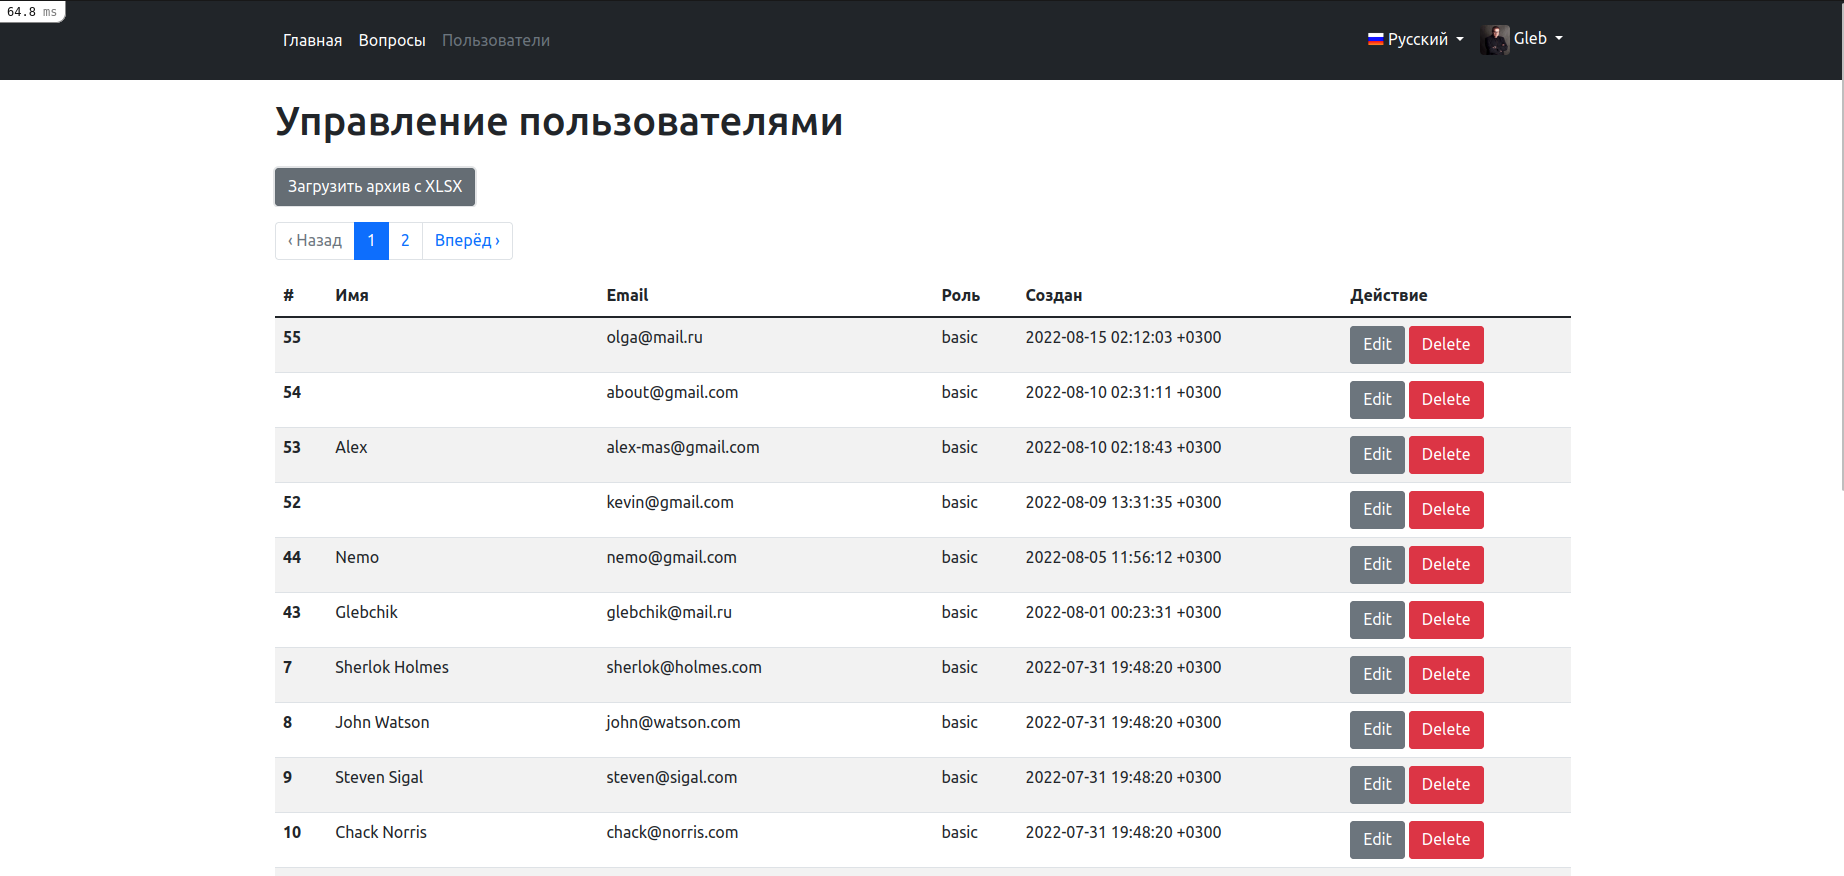 64.8 ms
Главная Вопросы Пользователи Русский Gleb
Управление пользователями
Загрузить архив с XLSX
‹ Назад 1 2 Вперёд ›
# Имя Email Роль Создан Действие
55 olga@mail.ru basic 2022-08-15 02:12:03 +0300 Edit Delete
54 about@gmail.com basic 2022-08-10 02:31:11 +0300 Edit Delete
53 Alex alex-mas@gmail.com basic 2022-08-10 02:18:43 +0300 Edit Delete
52 kevin@gmail.com basic 2022-08-09 13:31:35 +0300 Edit Delete
44 Nemo nemo@gmail.com basic 2022-08-05 11:56:12 +0300 Edit Delete
43 Glebchik glebchik@mail.ru basic 2022-08-01 00:23:31 +0300 Edit Delete
7 Sherlok Holmes sherlok@holmes.com basic 2022-07-31 19:48:20 +0300 Edit Delete
8 John Watson john@watson.com basic 2022-07-31 19:48:20 +0300 Edit Delete
9 Steven Sigal steven@sigal.com basic 2022-07-31 19:48:20 +0300 Edit Delete
10 Chack Norris chack@norris.com basic 2022-07-31 19:48:20 +0300 Edit Delete